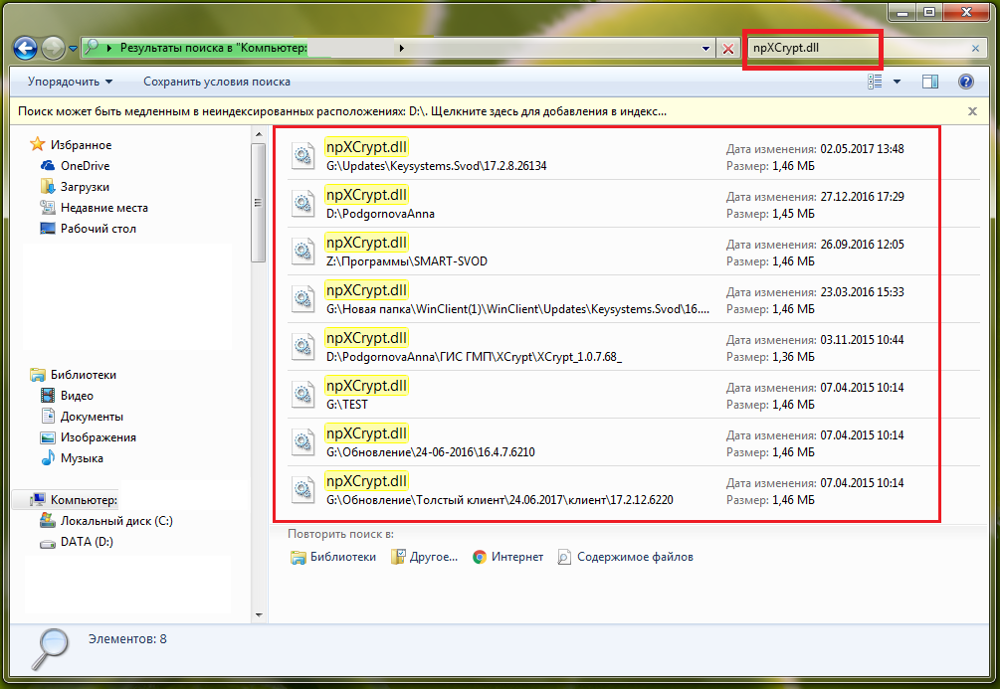 Результаты поиска в "Компьютер:
npXCrypt.dll
Упорядочить
Сохранить условия поиска
Поиск может быть медленным в неиндексированных расположениях: D:\. Щелкните здесь для добавления в индекс...
Избранное
OneDrive
Загрузки
Недавние места
Рабочий стол
Библиотеки
Видео
Документы
Изображения
Музыка
Компьютер:
Локальный диск (C:)
DATA (D:)
npXCrypt.dll
G:\Updates\Keysystems.Svod\17.2.8.26134
Дата изменения: 02.05.2017 13:48
Размер: 1,46 МБ
npXCrypt.dll
D:\PodgornovaAnna
Дата изменения: 27.12.2016 17:29
Размер: 1,45 МБ
npXCrypt.dll
Z:\Программы\SMART-SVOD
Дата изменения: 26.09.2016 12:05
Размер: 1,46 МБ
npXCrypt.dll
G:\Новая папка\WinClient(1)\WinClient\Updates\Keysystems.Svod\16....
Дата изменения: 23.03.2016 15:33
Размер: 1,46 МБ
npXCrypt.dll
D:\PodgornovaAnna\ГИС ГМП\XCrypt\XCrypt_1.0.7.68_
Дата изменения: 03.11.2015 10:44
Размер: 1,36 МБ
npXCrypt.dll
G:\TEST
Дата изменения: 07.04.2015 10:14
Размер: 1,46 МБ
npXCrypt.dll
G:\Обновление\24-06-2016\16.4.7.6210
Дата изменения: 07.04.2015 10:14
Размер: 1,46 МБ
npXCrypt.dll
G:\Обновление\Толстый клиент\24.06.2017\клиент\17.2.12.6220
Дата изменения: 07.04.2015 10:14
Размер: 1,46 МБ
Повторить поиск в:
Библиотеки
Другое...
Интернет
Содержимое файлов
Элементов: 8